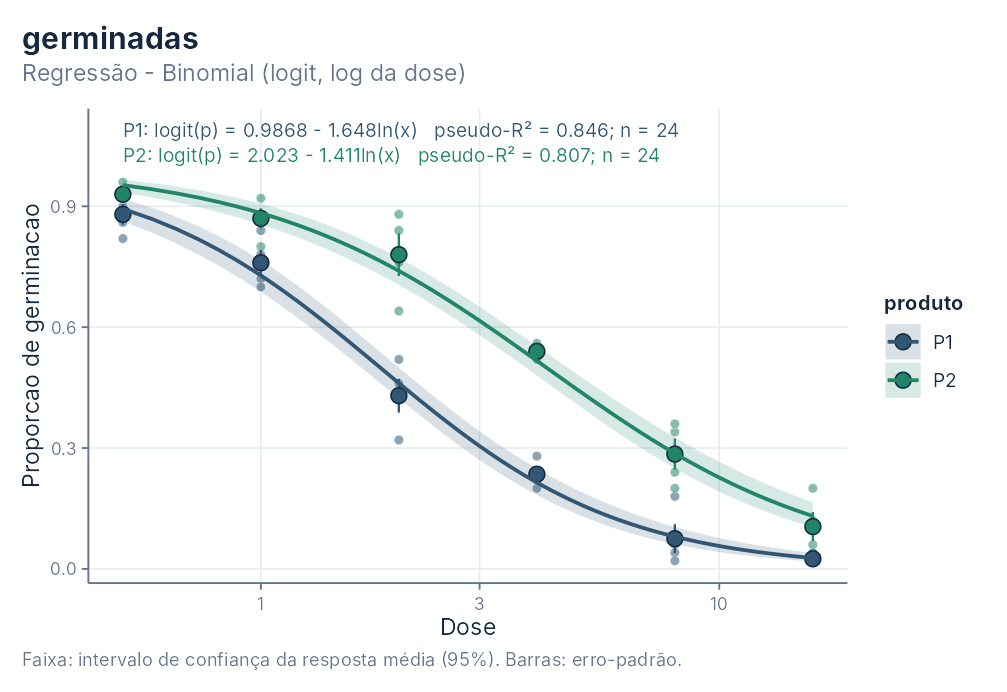 germinadas
Regressão - Binomial (logit, log da dose)
P1: logit(p) = 0.9868 - 1.648ln(x)   pseudo-R² = 0.846; n = 24
P2: logit(p) = 2.023 - 1.411ln(x)   pseudo-R² = 0.807; n = 24
Proporcao de germinacao
0.9
0.6
0.3
0.0
1
3
10
Dose
produto
P1
P2
Faixa: intervalo de confiança da resposta média (95%). Barras: erro-padrão.